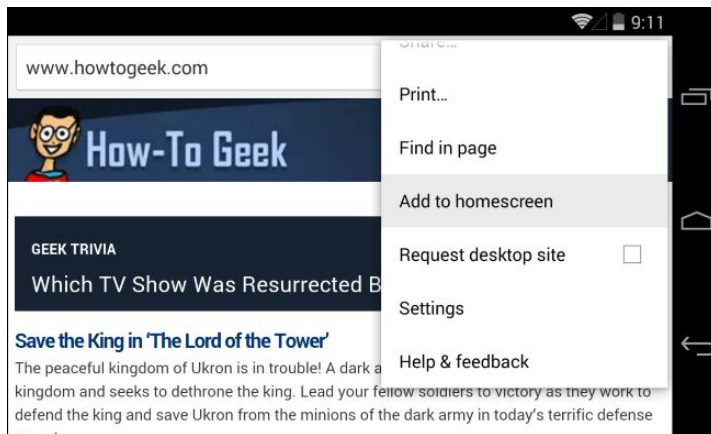 9:11
www.howtogeek.com
Share...
Print...
Find in page
Add to homescreen
Request desktop site
Settings
Help & feedback
How-To Geek
GEEK TRIVIA
Which TV Show Was Resurrected B
Save the King in ‘The Lord of the Tower’
The peaceful kingdom of Ukron is in trouble! A dark a
kingdom and seeks to dethrone the king. Lead your fellow soldiers to victory as they work to
defend the king and save Ukron from the minions of the dark army in today’s terrific defense